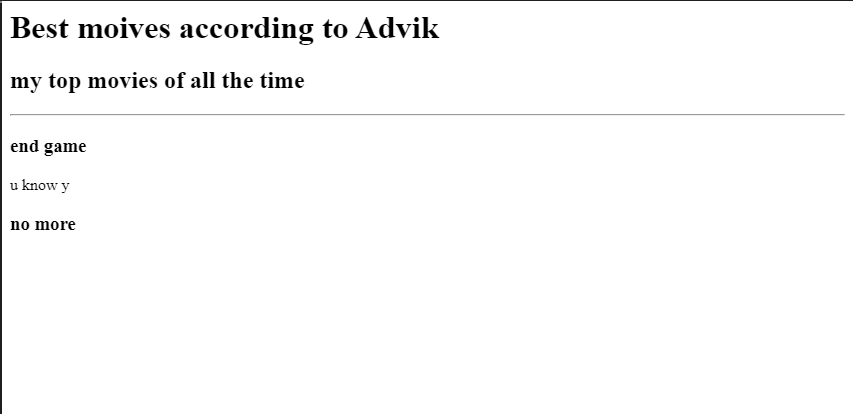 Best moives according to Advik
my top movies of all the time
end game
u know y
no more